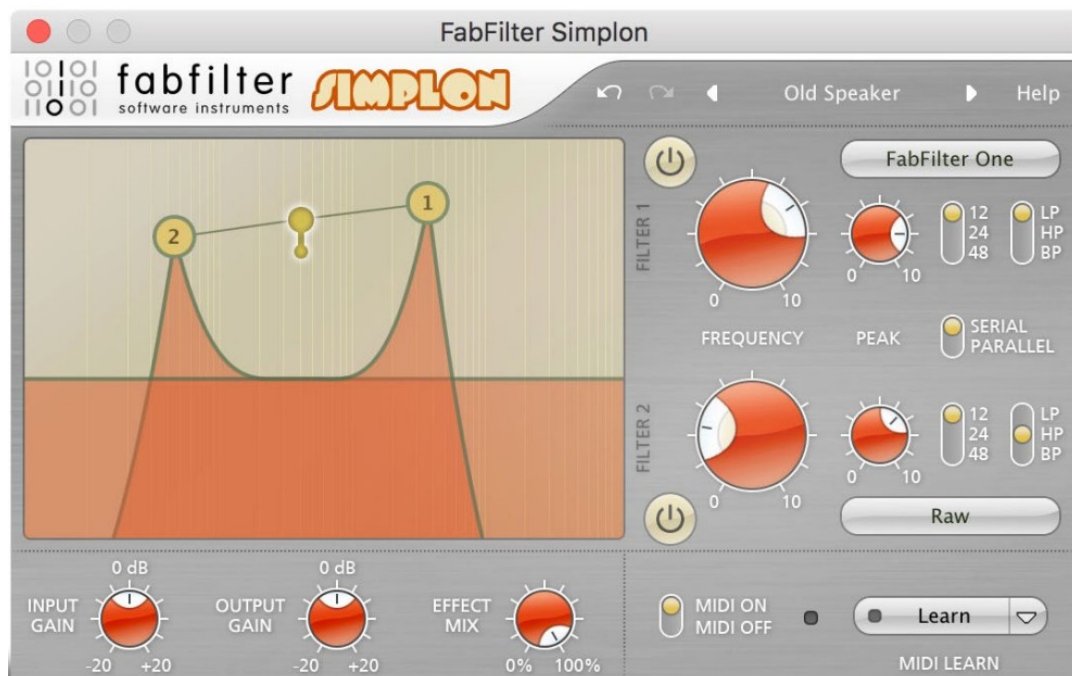 FabFilter Simplon
fabfilter
software instruments
SIMPLON
Old Speaker
Help
FILTER 1
FabFilter One
12
24
48
LP
HP
BP
0
10
0
10
FREQUENCY
PEAK
SERIAL
PARALLEL
1
2
FILTER 2
12
24
48
LP
HP
BP
0
10
0
10
Raw
0 dB
INPUT
GAIN
-20
+20
0 dB
OUTPUT
GAIN
-20
+20
EFFECT
MIX
0%
100%
MIDI ON
MIDI OFF
Learn
MIDI LEARN